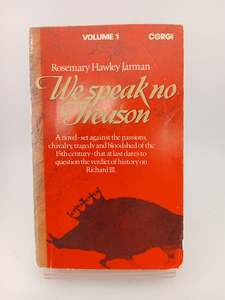 VOLUME 1 CORGI
Rosemary Hawley Jarman
We speak no
Treason
A novel-set against the passions,
chivalry, tragedy and bloodshed of the
15th century-that at last dares to
question the verdict of history on
Richard III.